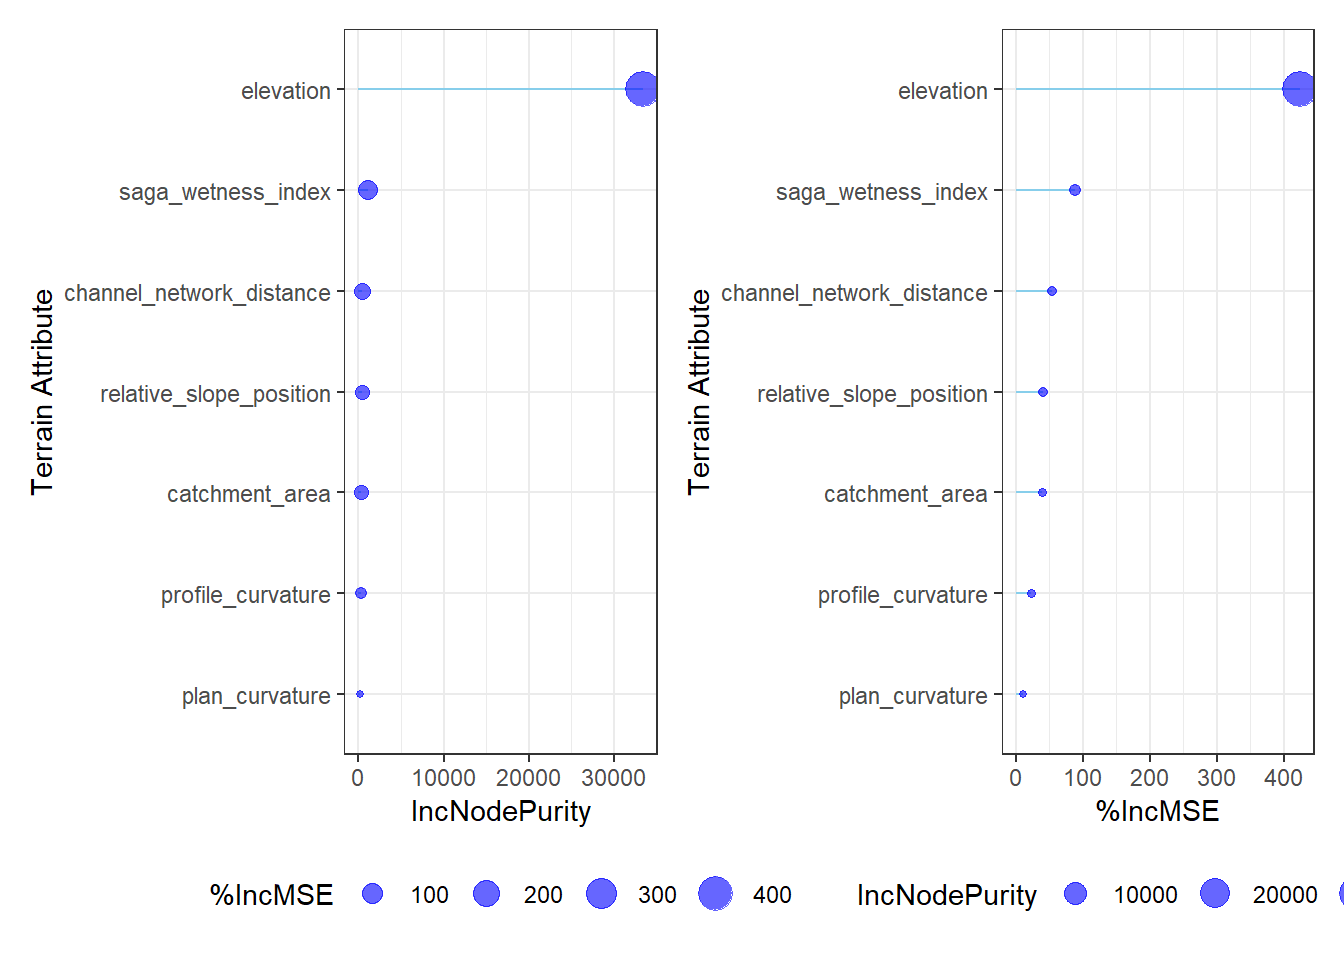 Terrain Attribute
elevation
saga_wetness_index
channel_network_distance
relative_slope_position
catchment_area
profile_curvature
plan_curvature
0 10000 20000 30000
IncNodePurity
Terrain Attribute
elevation
saga_wetness_index
channel_network_distance
relative_slope_position
catchment_area
profile_curvature
plan_curvature
0 100 200 300 400
%IncMSE
%IncMSE 100 200 300 400
IncNodePurity 10000 20000